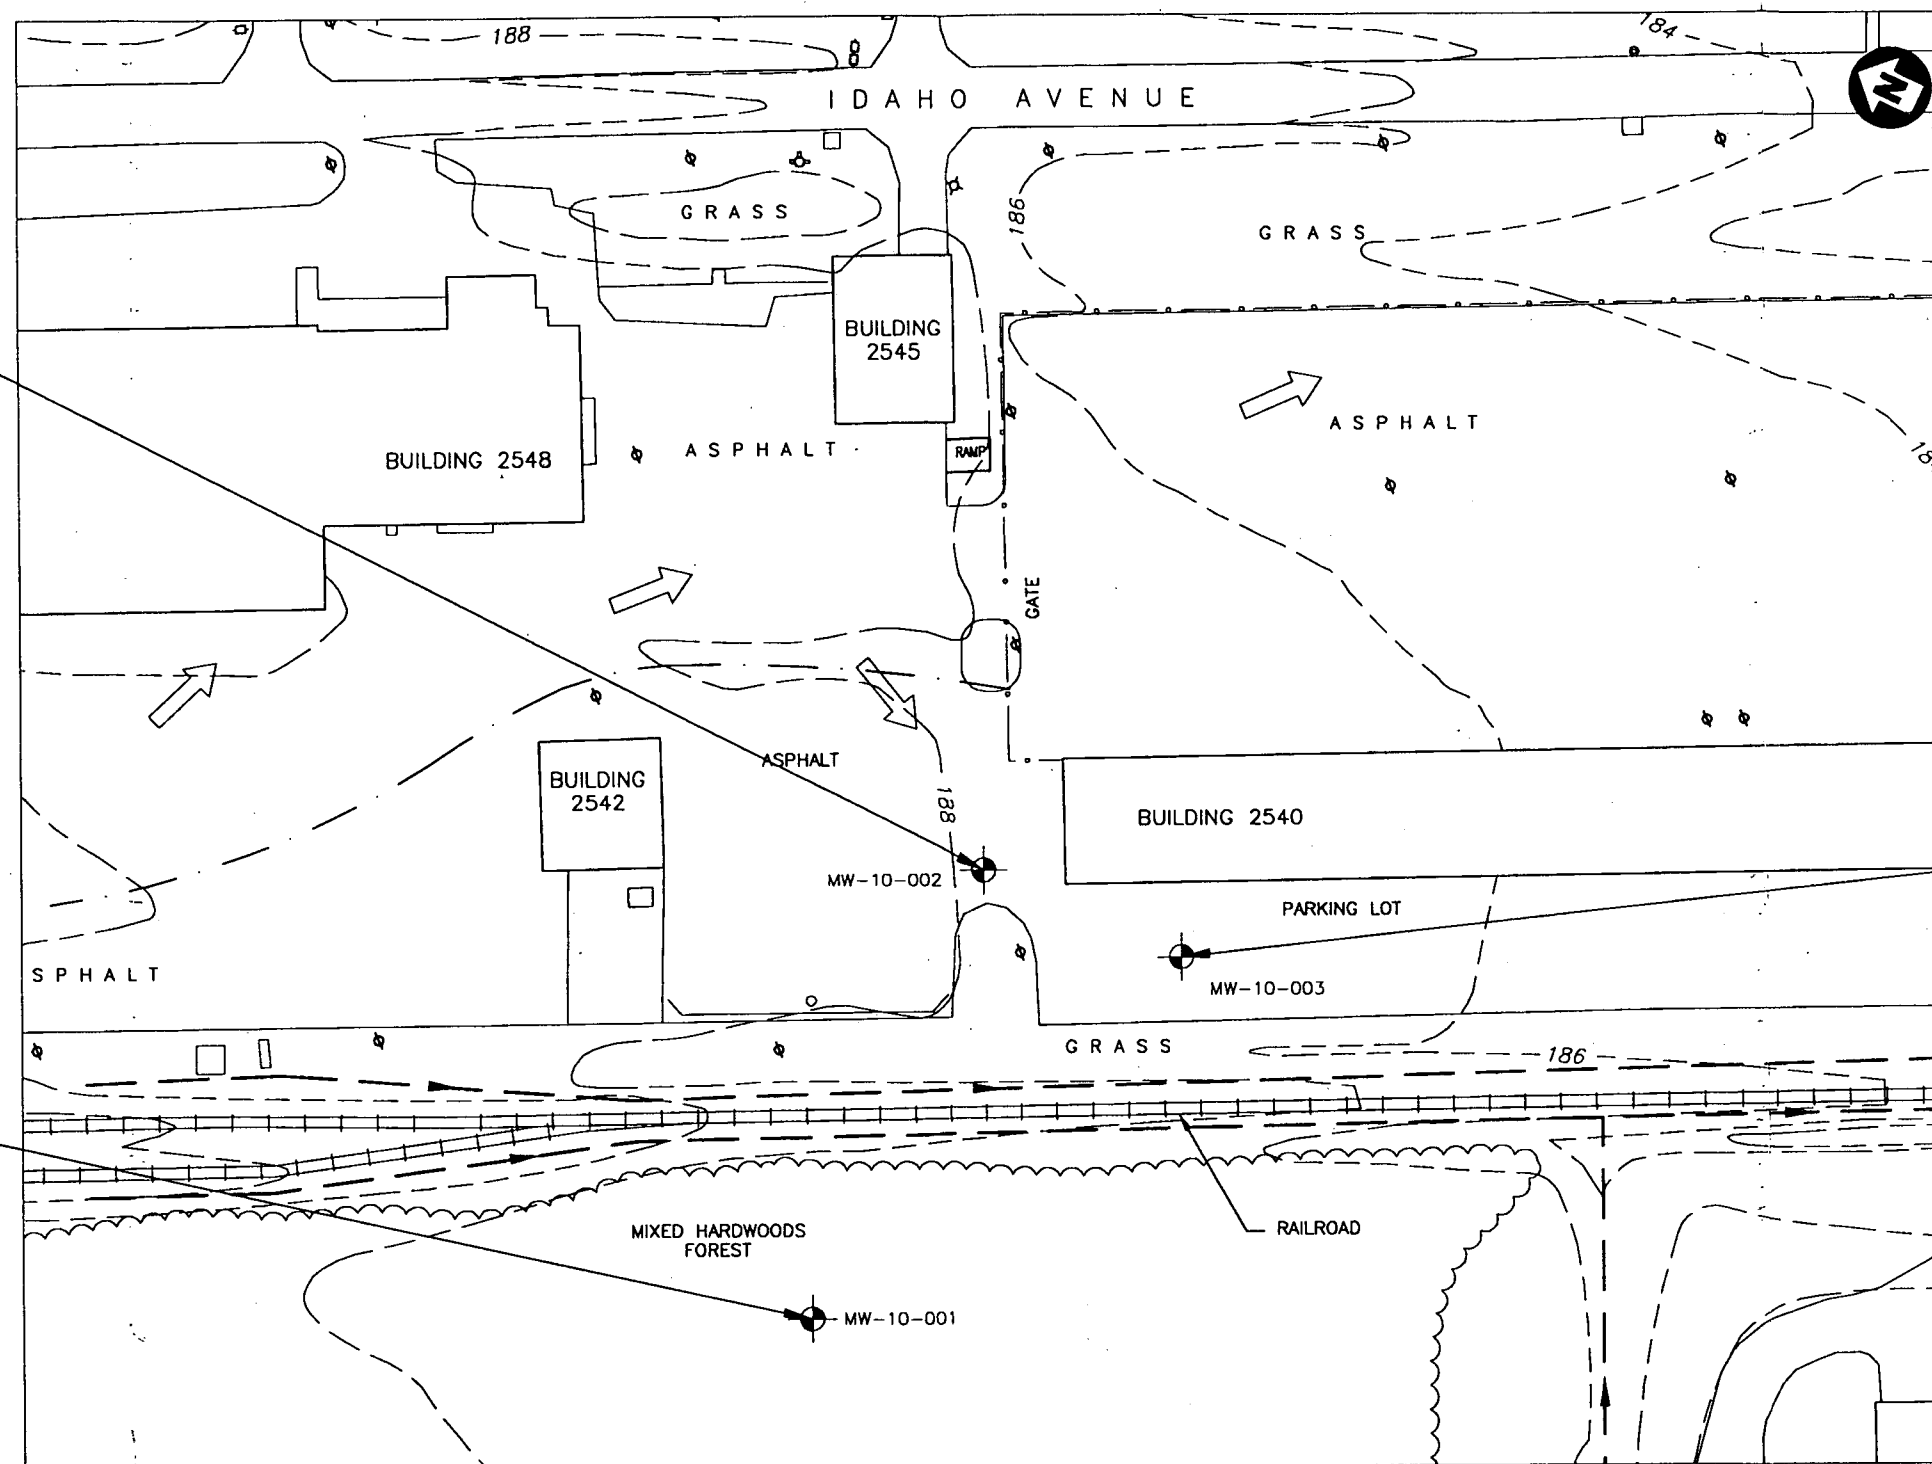 188
184
N
IDAHO AVENUE
GRASS
186
GRASS
BUILDING
2545
ASPHALT
BUILDING 2548
ASPHALT
RAMP
GATE
ASPHALT
188
BUILDING
2542
BUILDING 2540
MW-10-002
PARKING LOT
SPHALT
MW-10-003
GRASS
186
MIXED HARDWOODS
FOREST
RAILROAD
MW-10-001